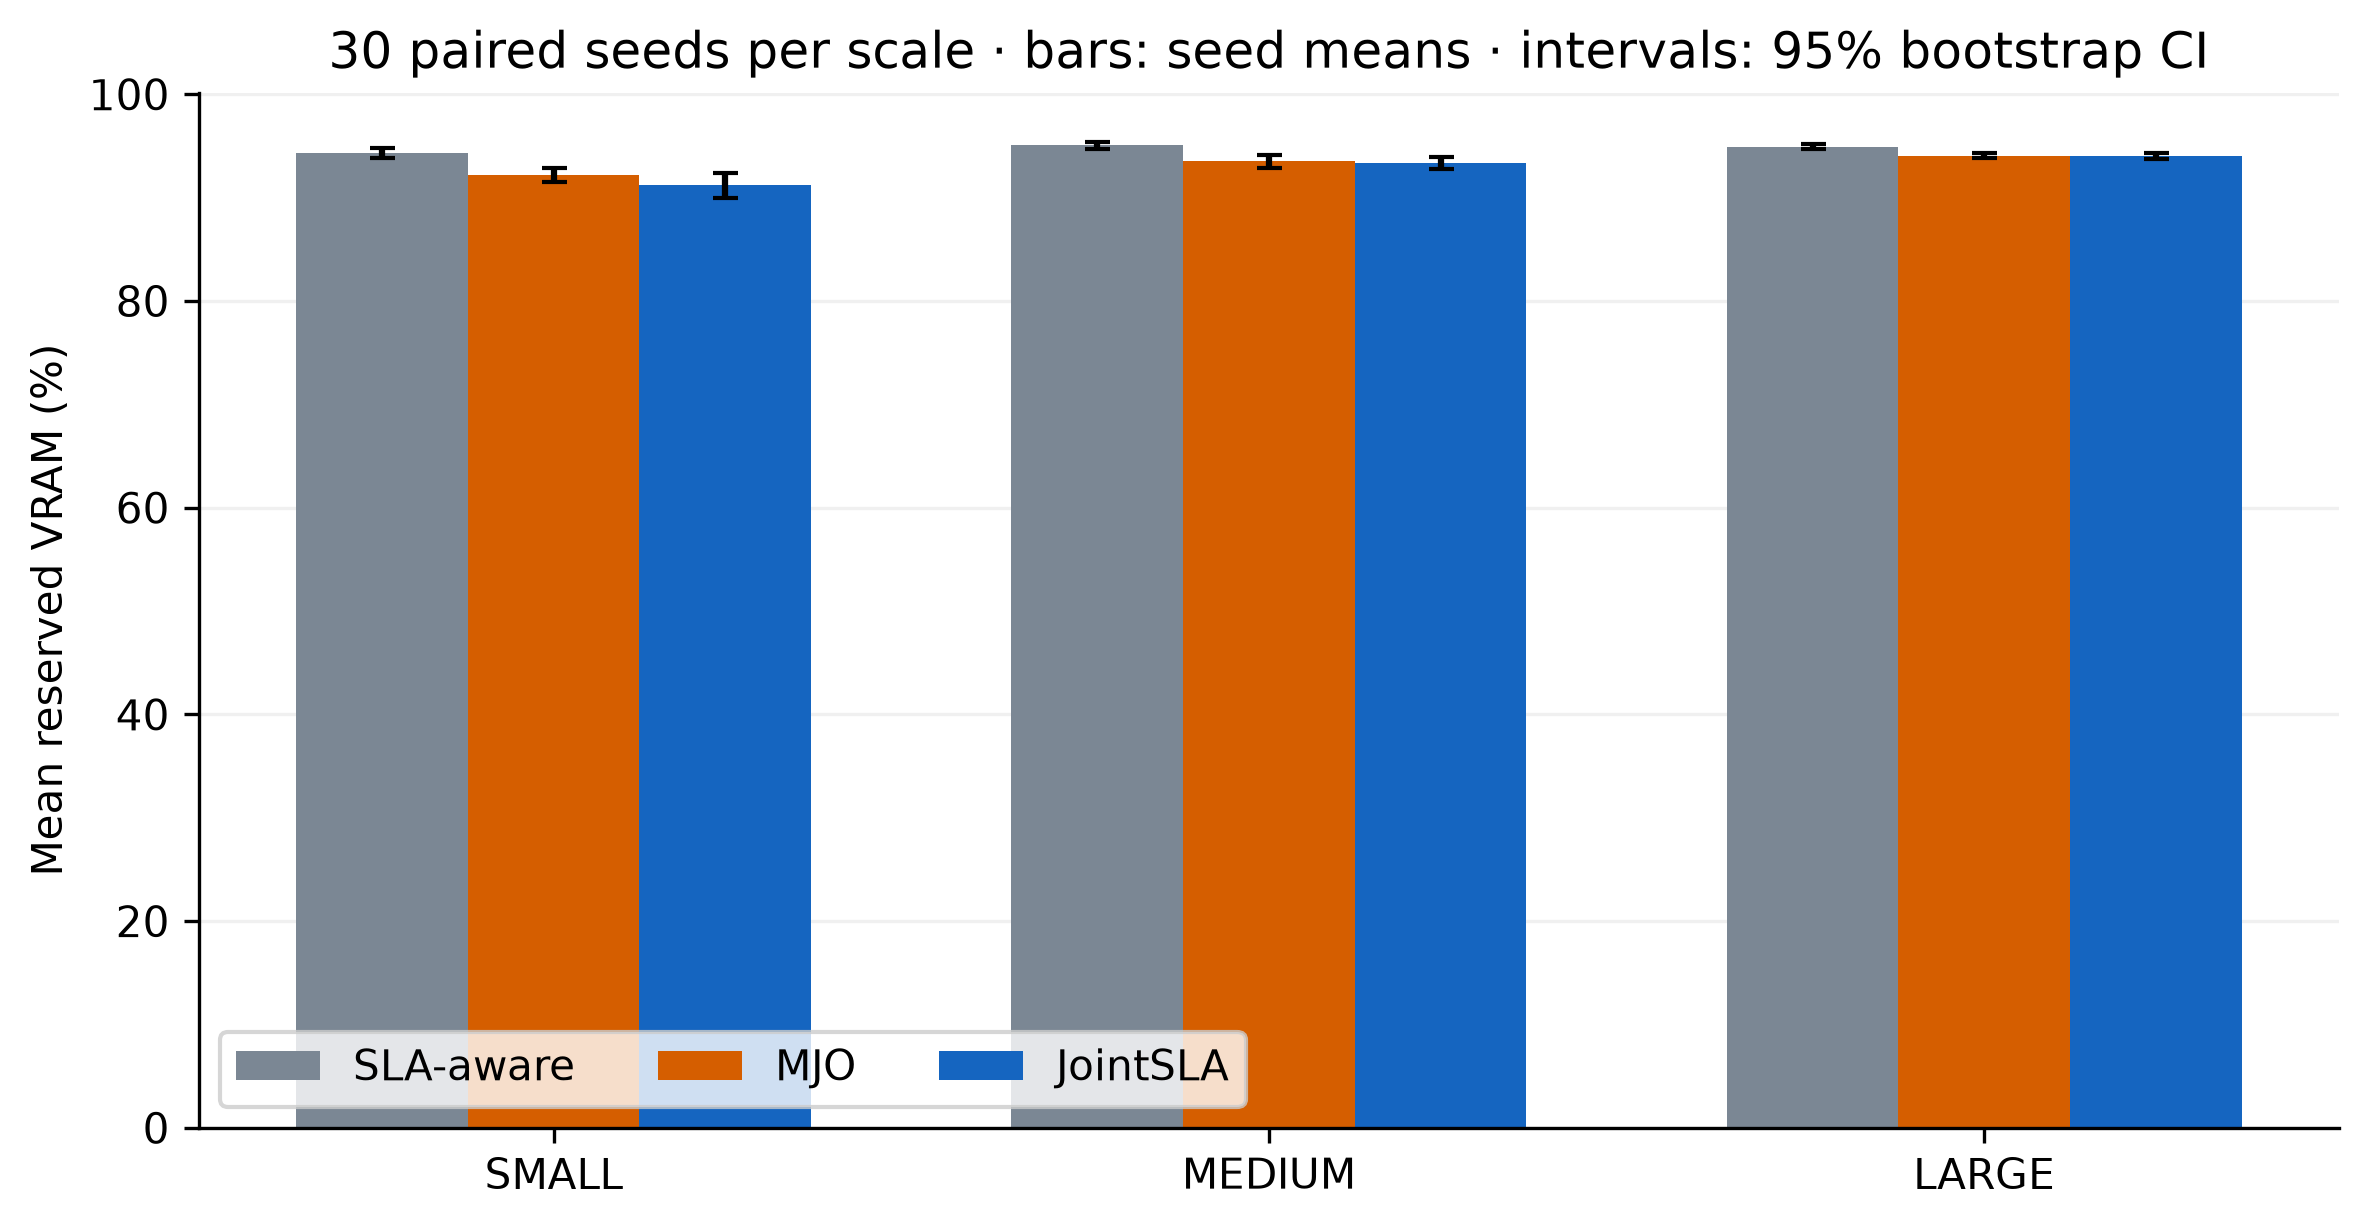 30 paired seeds per scale · bars: seed means · intervals: 95% bootstrap CI
Mean reserved VRAM (%)
100
80
60
40
20
0
SLA-aware MJO JointSLA
SMALL MEDIUM LARGE